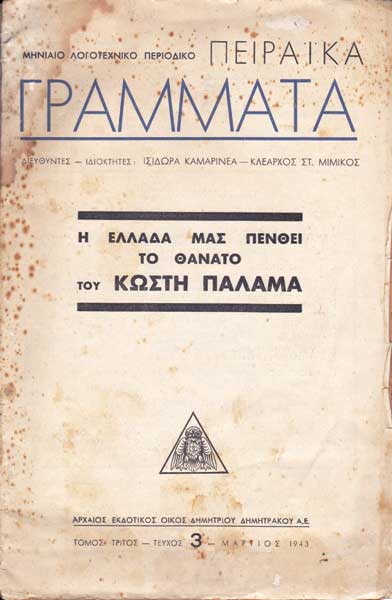 ΜΗΝΙΑΙΟ ΛΟΓΟΤΕΧΝΙΚΟ ΠΕΡΙΟΔΙΚΟ ΠΕΙΡΑΪΚΑ
ΓΡΑΜΜΑΤΑ
ΔΙΕΥΘΥΝΤΕΣ — ΙΔΙΟΚΤΗΤΕΣ: ΙΣΙΔΩΡΑ ΚΑΜΑΡΙΝΕΑ — ΚΛΕΑΡΧΟΣ ΣΤ. ΜΙΜΙΚΟΣ
Η ΕΛΛΑΔΑ ΜΑΣ ΠΕΝΘΕΙ
ΤΟ ΘΑΝΑΤΟ
ΤΟΥ ΚΩΣΤΗ ΠΑΛΑΜΑ
ΑΡΧΑΙΟΣ ΕΚΔΟΤΙΚΟΣ ΟΙΚΟΣ ΔΗΜΗΤΡΙΟΥ ΔΗΜΗΤΡΑΚΟΥ Α.Ε.
ΤΟΜΟΣ ΤΡΙΤΟΣ — ΤΕΥΧΟΣ 3 — ΜΑΡΤΙΟΣ 1943